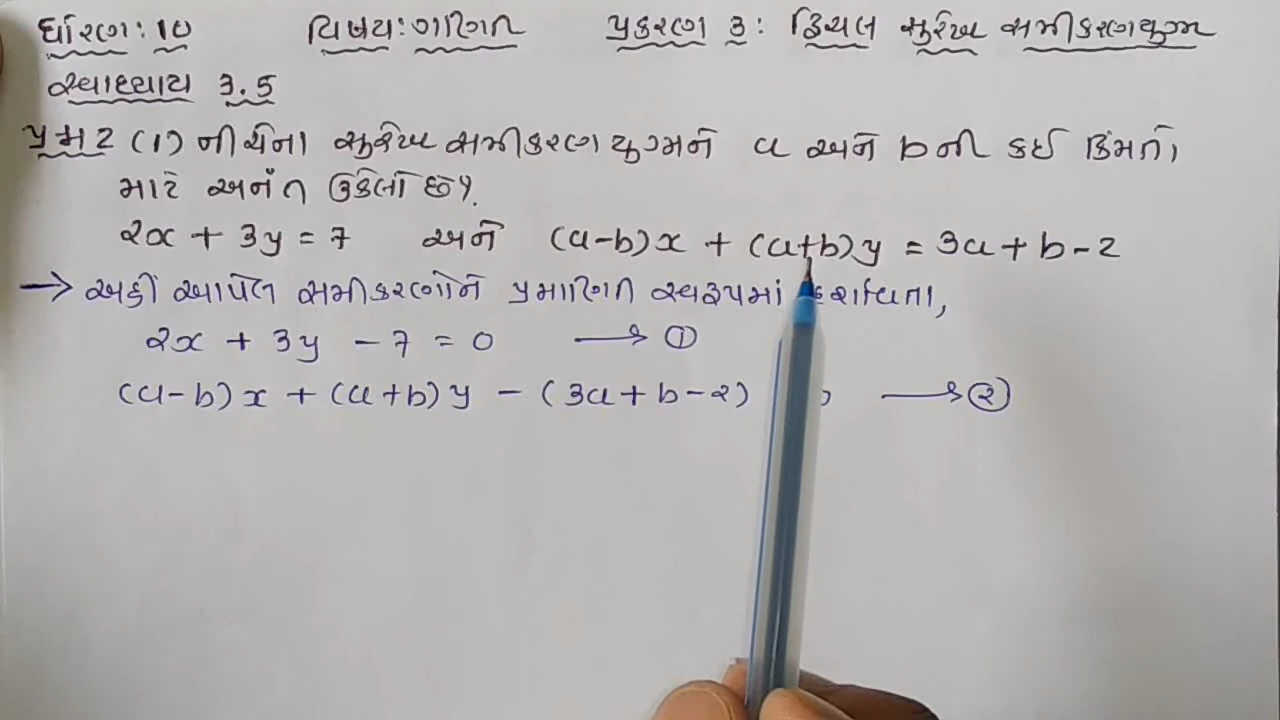 ધોરણ: 10 વિષય: ગણિત પ્રકરણ 3: દ્વિચલ સુરેખ સમીકરણયુગ્મ
સ્વાધ્યાય 3.5
પ્રશ્ન 2 (1) નીચેના સુરેખ સમીકરણ યુગ્મને a અને b ની કઈ કિંમતો
માટે અનંત ઉકેલો છે?
2x + 3y = 7 અને (a-b)x + (a+b)y = 3a + b - 2
→ અહીં આપેલ સમીકરણોને પ્રમાણિત સ્વરૂપમાં દર્શાવતા,
2x + 3y - 7 = 0 → ①
(a-b)x + (a+b)y - (3a + b - 2) → ②